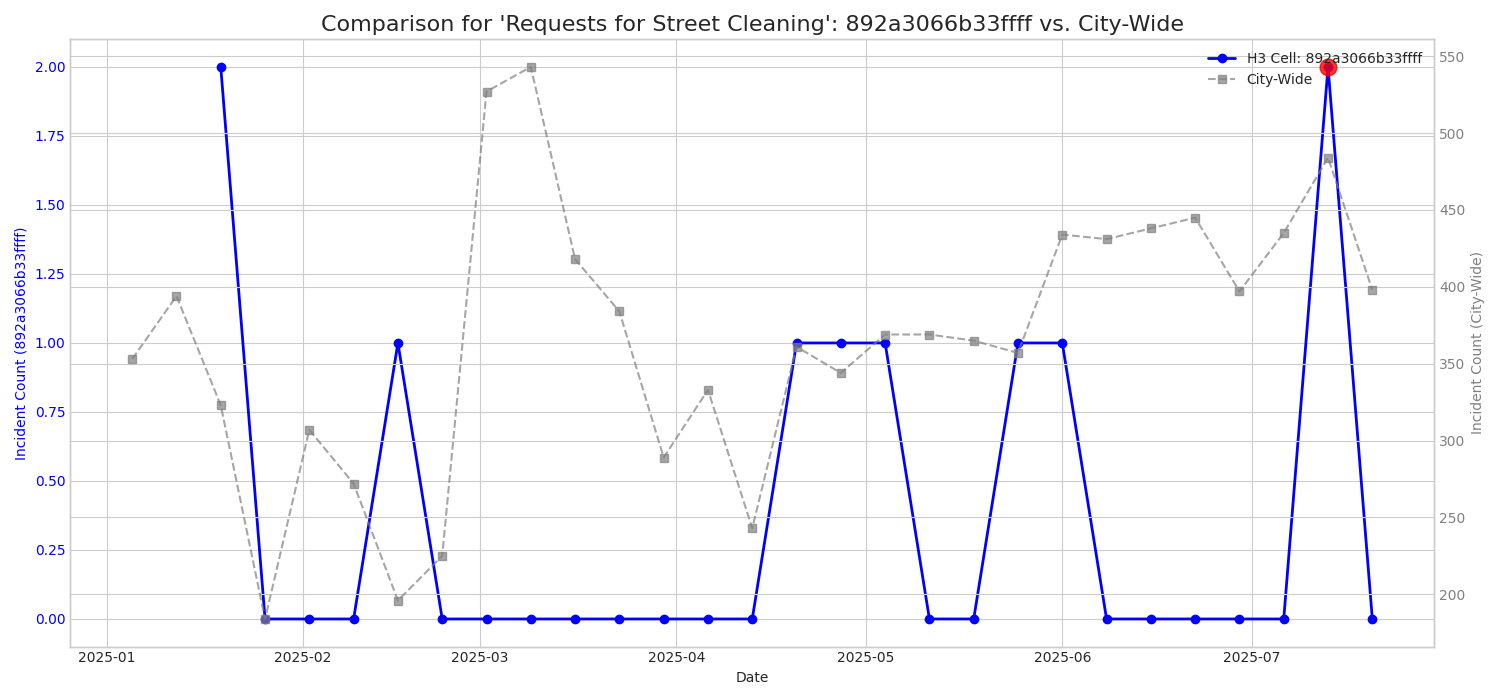 Comparison for 'Requests for Street Cleaning': 892a3066b33ffff vs. City-Wide
H3 Cell: 892a3066b33ffff
City-Wide
Incident Count (892a3066b33ffff)
2.00
1.75
1.50
1.25
1.00
0.75
0.50
0.25
0.00
550
500
450
400
350
300
250
200
Incident Count (City-Wide)
2025-01 2025-02 2025-03 2025-04 2025-05 2025-06 2025-07
Date